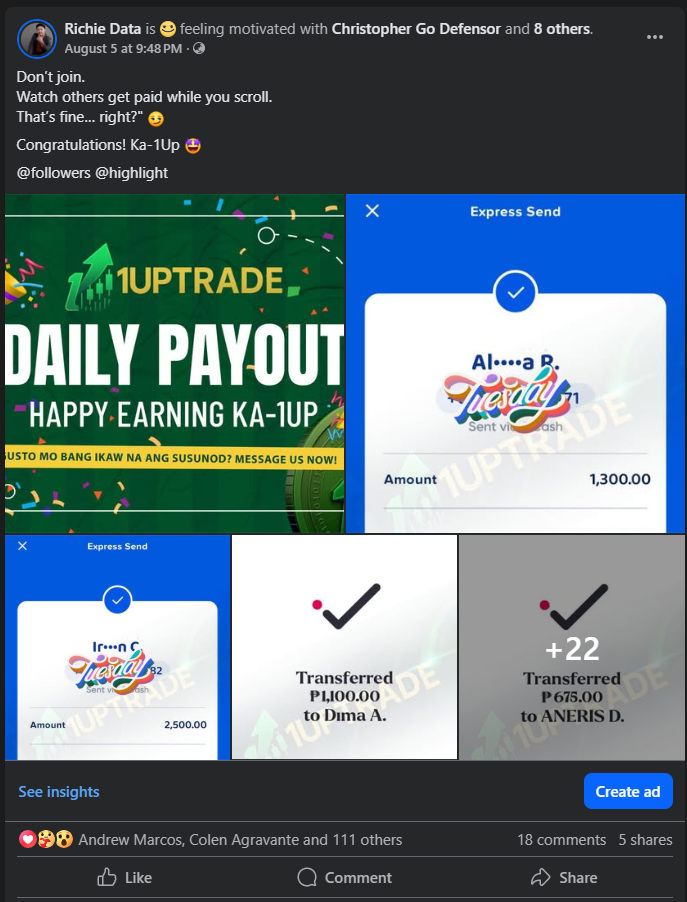 Richie Data is 😀 feeling motivated with Christopher Go Defensor and 8 others.
August 5 at 9:48 PM ·
Don't join.
Watch others get paid while you scroll.
That's fine... right?" 🥴
Congratulations! Ka-1Up 🤩
@followers @highlight
1UPTRADE
DAILY PAYOUT
HAPPY EARNING KA-1UP
GUSTO MO BANG IKAW NA ANG SUSUNOD? MESSAGE US NOW!
Express Send
Al••••a R.
Tuesday
71
Sent via
ash
Amount 1,300.00
1UPTRADE
Express Send
Ir•••n C.
Tuesday
82
Sent
ash
Amount 2,500.00
1UPTRADE
Transferred
₱1,100.00
to Dima A.
1UPTRADE
+22
Transferred
₱675.00
to ANERIS D.
1UPTRADE
See insights
Create ad
Andrew Marcos, Colen Agravante and 111 others
18 comments 5 shares
Like
Comment
Share